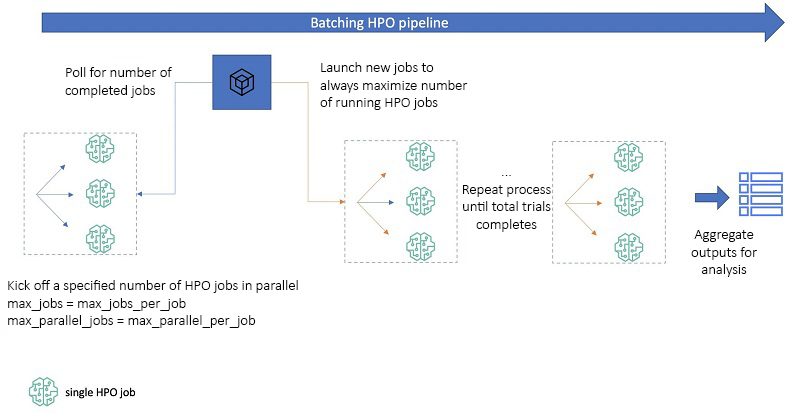 Batching HPO pipeline
Poll for number of
completed jobs
Launch new jobs to
always maximize number
of running HPO jobs
...
Repeat process
until total trials
completes
Aggregate
outputs for
analysis
Kick off a specified number of HPO jobs in parallel
max_jobs = max_jobs_per_job
max_parallel_jobs = max_parallel_per_job
single HPO job